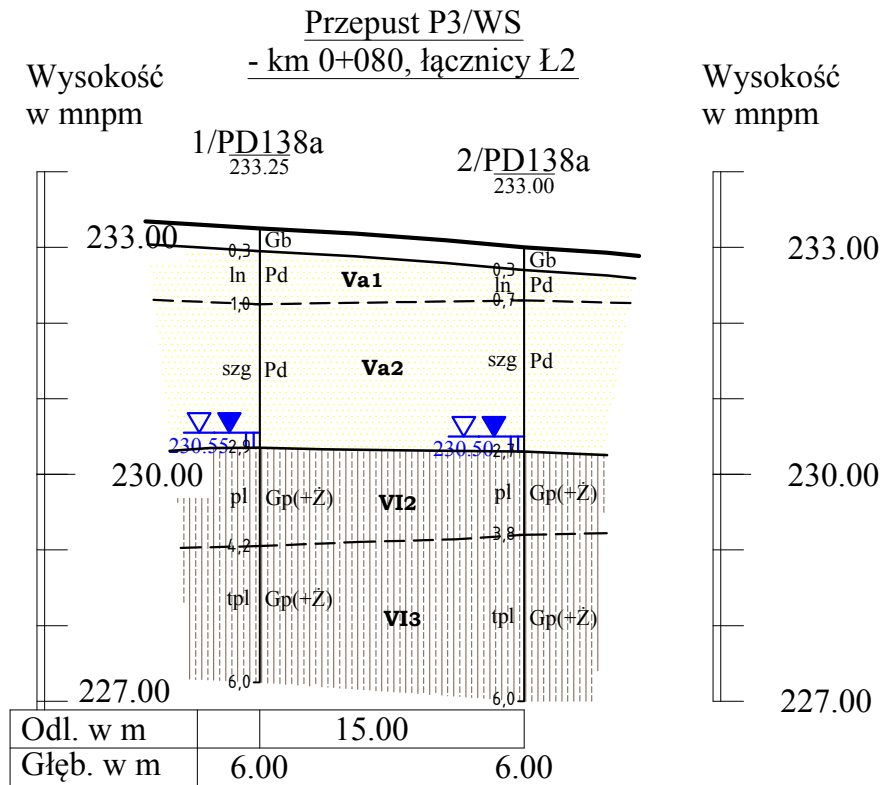 Przepust P3/WS
- km 0+080, łącznicy Ł2
Wysokość
w mnpm
Wysokość
w mnpm
1/PD138a
233.25
2/PD138a
233.00
233.00
233.00
Gb
0,3
Gb
0,3
ln Pd
Va1
ln Pd
1,0
0,7
szg Pd
Va2
szg Pd
230.55
2,9
230.50
2,7
230.00
230.00
pl Gp(+Ż)
VI2
pl Gp(+Ż)
4,2
3,8
tpl Gp(+Ż)
VI3
tpl Gp(+Ż)
6,0
6,0
227.00
227.00
Odl. w m 15.00
Głęb. w m 6.00 6.00